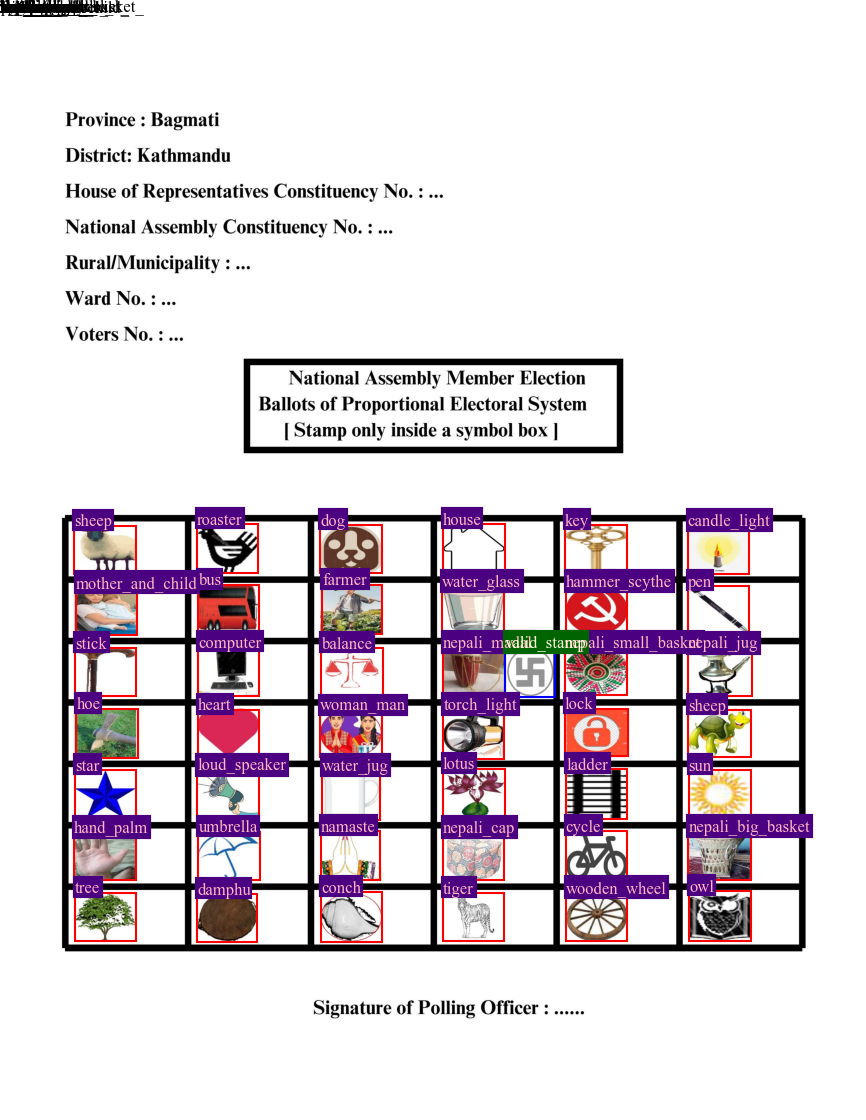 Province : Bagmati
District: Kathmandu
House of Representatives Constituency No. : ...
National Assembly Constituency No. : ...
Rural/Municipality : ...
Ward No. : ...
Voters No. : ...
National Assembly Member Election
Ballots of Proportional Electoral System
[ Stamp only inside a symbol box ]
sheep roaster dog house key candle_light
mother_and_child bus farmer water_glass hammer_scythe pen
stick computer balance valid_stamp nepali_jug
hoe heart woman_man torch_light lock sheep
star loud_speaker water_jug lotus ladder sun
hand_palm umbrella namaste nepali_cap cycle nepali_big_basket
tree damphu conch tiger wooden_wheel owl
Signature of Polling Officer : ......